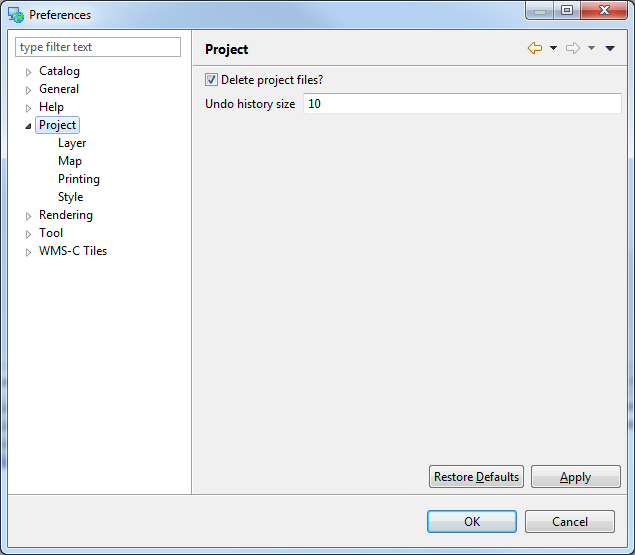 Preferences
type filter text
Catalog
General
Help
Project
Layer
Map
Printing
Style
Rendering
Tool
WMS-C Tiles
Project
Delete project files?
Undo history size 10
Restore Defaults Apply
OK Cancel